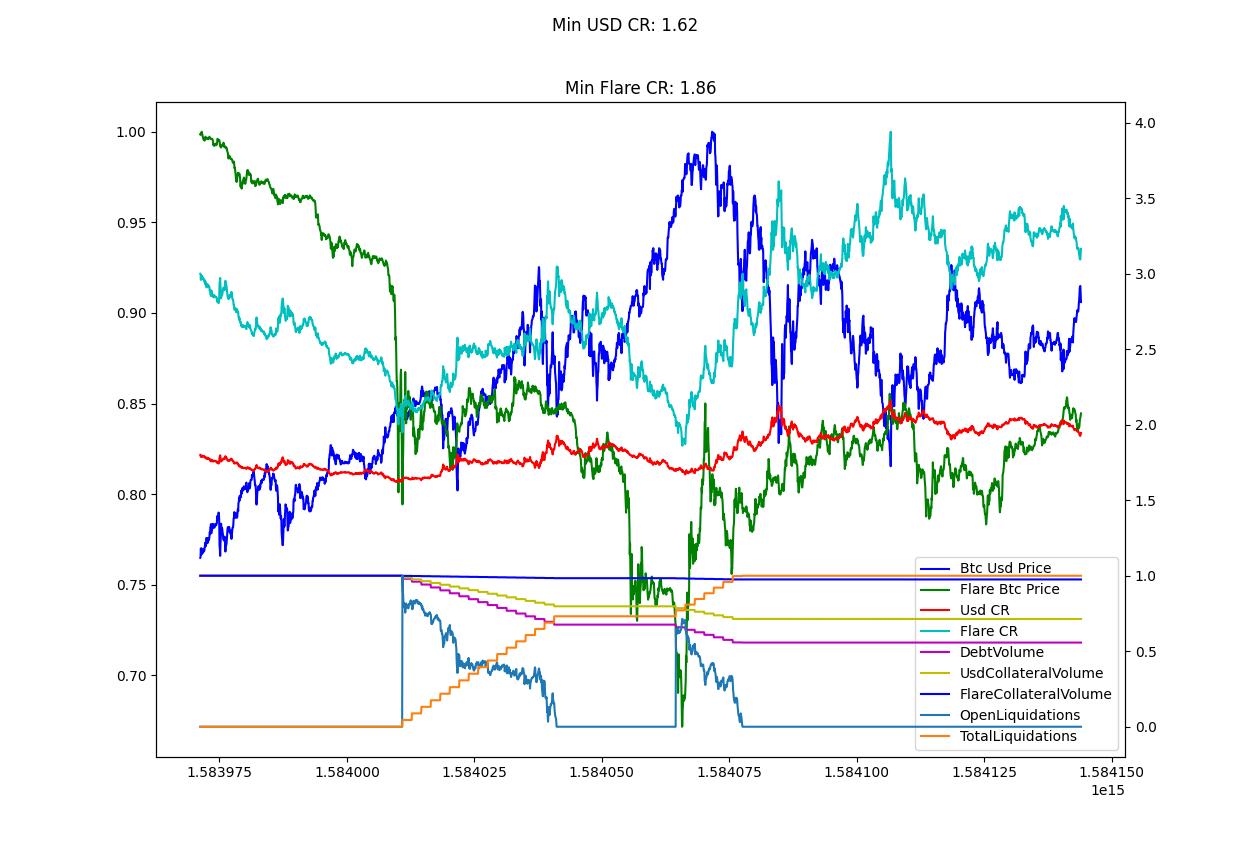 Min USD CR: 1.62
Min Flare CR: 1.86
1.00
0.95
0.90
0.85
0.80
0.75
0.70
4.0
3.5
3.0
2.5
2.0
1.5
1.0
0.5
0.0
Btc Usd Price
Flare Btc Price
Usd CR
Flare CR
DebtVolume
UsdCollateralVolume
FlareCollateralVolume
OpenLiquidations
TotalLiquidations
1.583975 1.584000 1.584025 1.584050 1.584075 1.584100 1.584125 1.584150
1e15